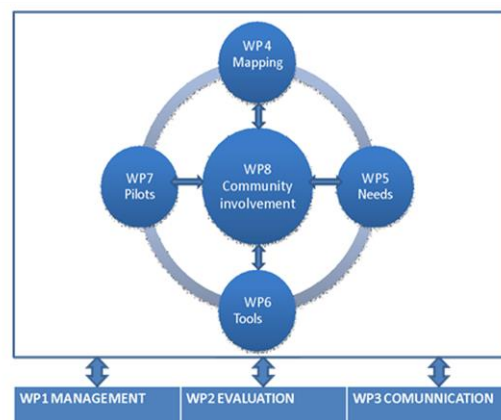 WP4
Mapping
WP7
Pilots
WP8
Community
involvement
WP5
Needs
WP6
Tools
WP1 MANAGEMENT
WP2 EVALUATION
WP3 COMUNNICATION